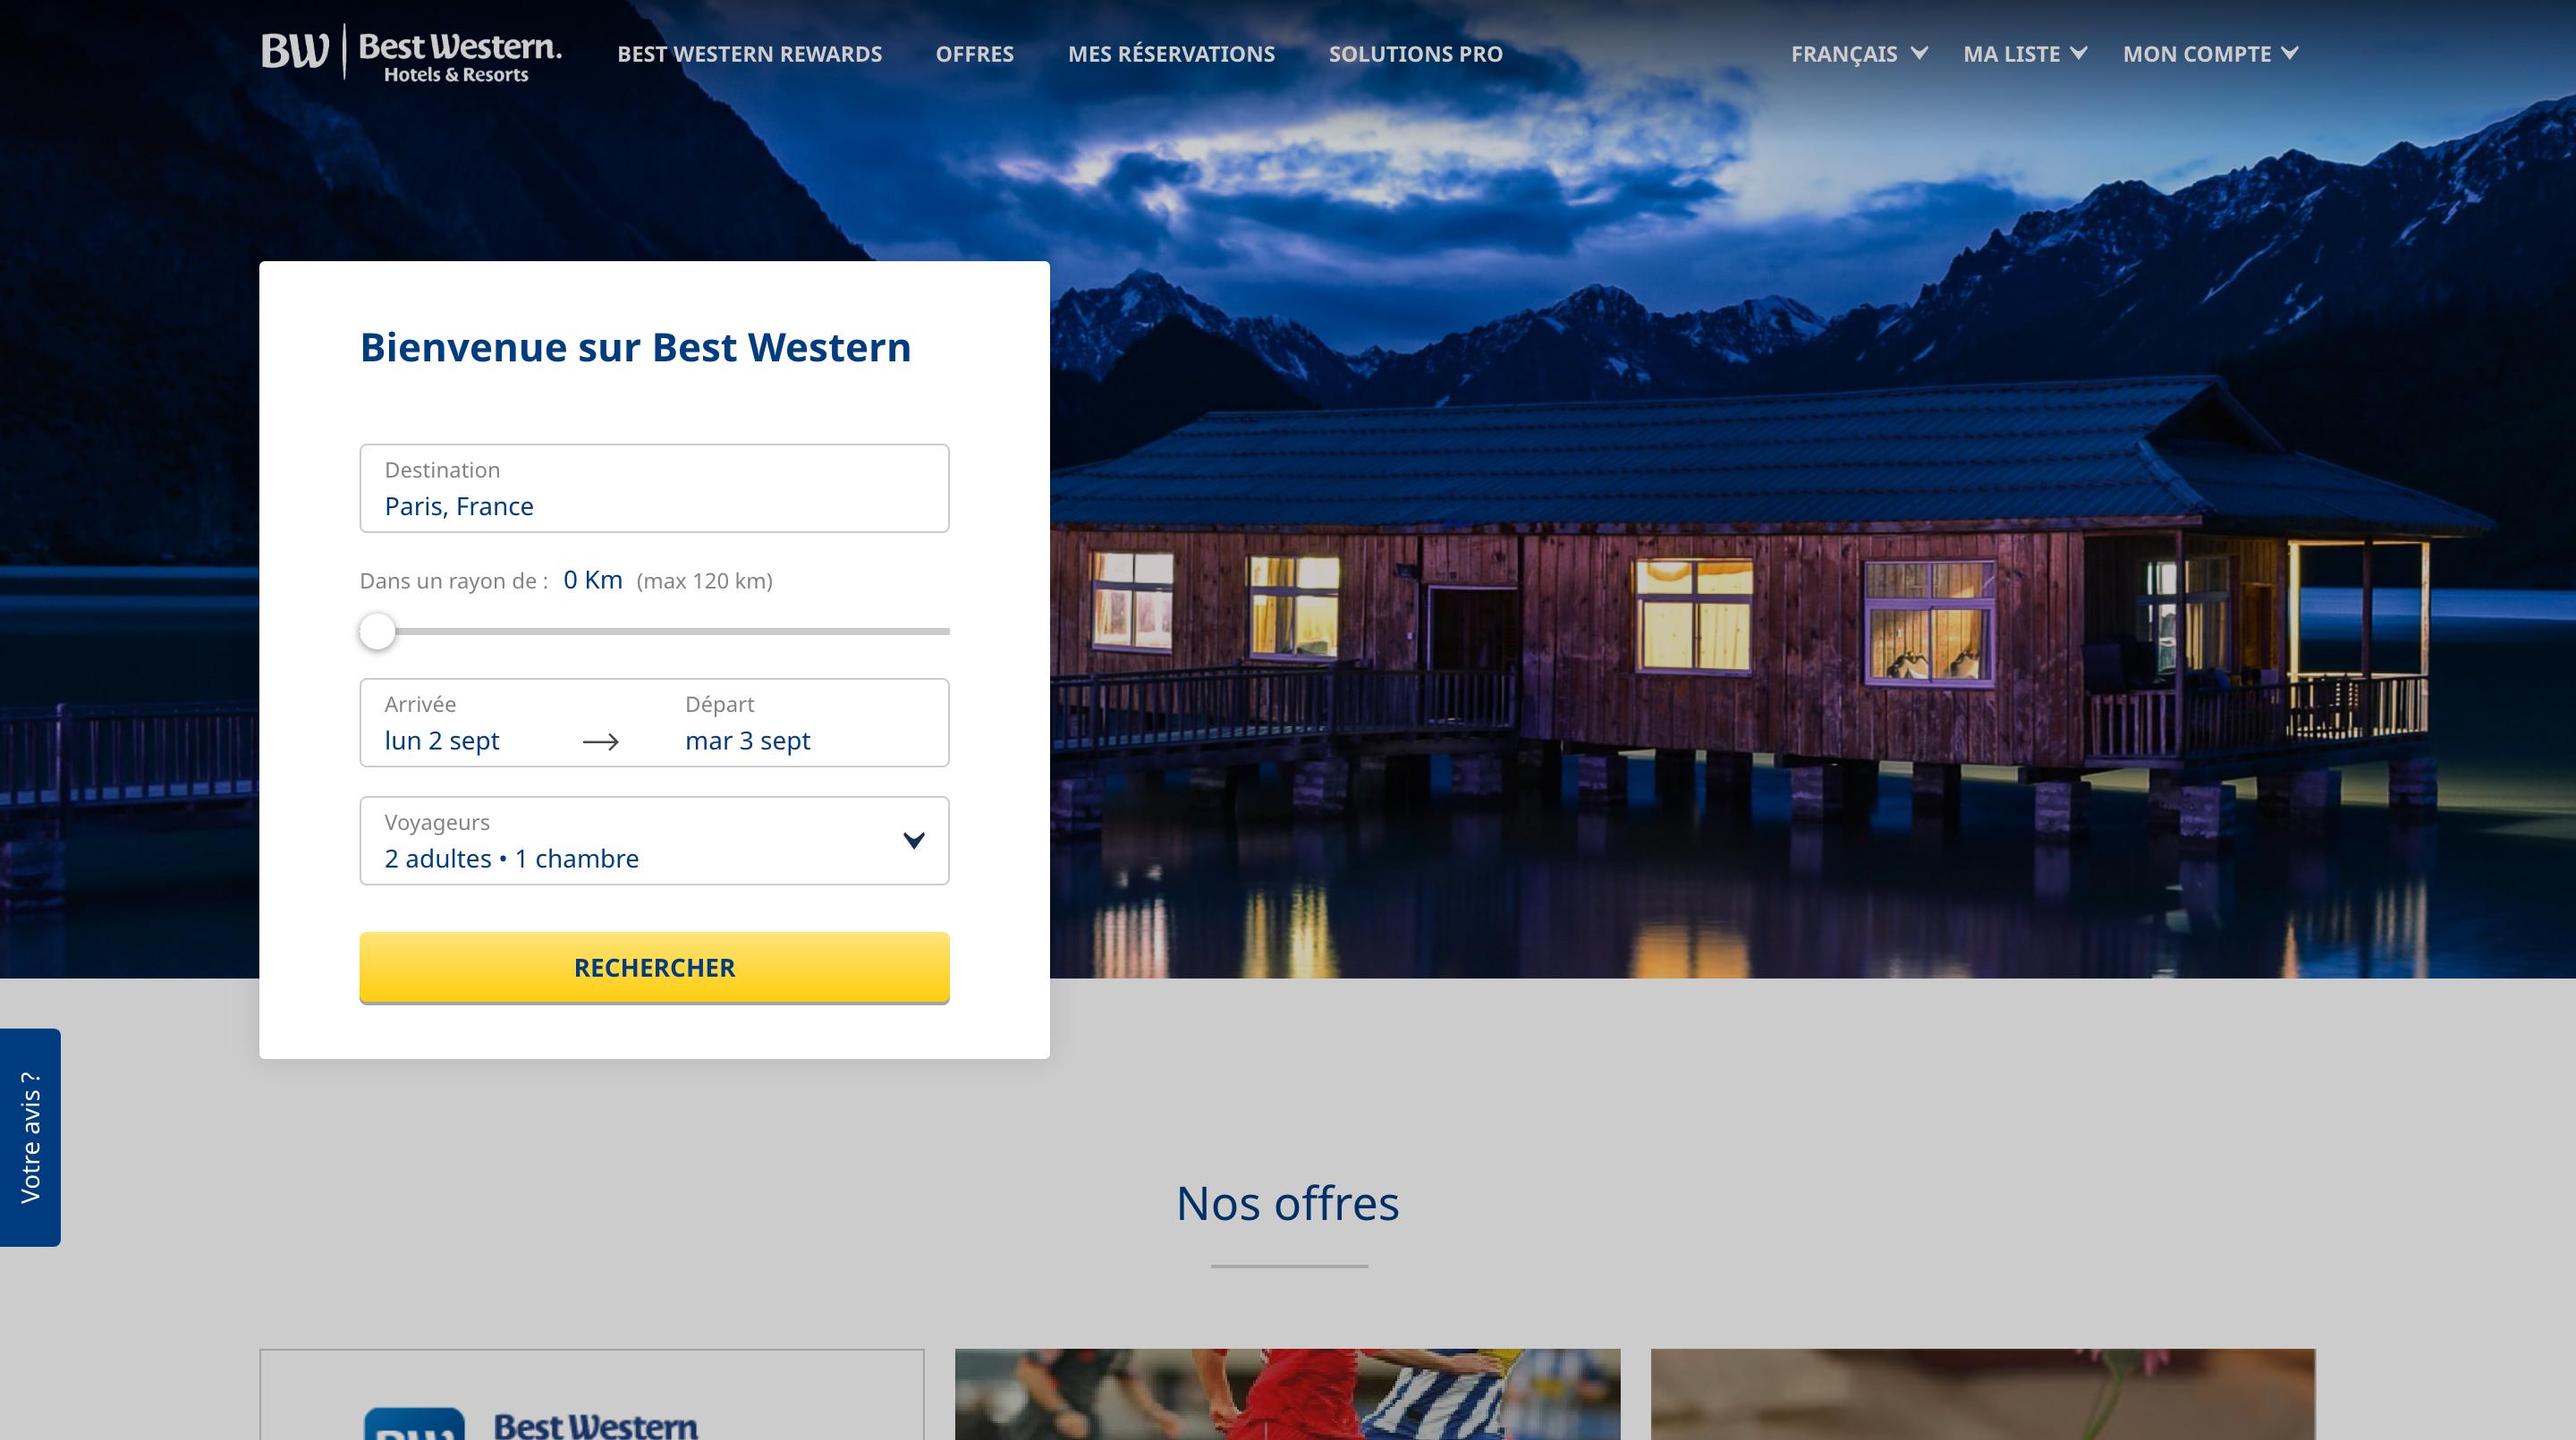 BW Best Western.
Hotels & Resorts
BEST WESTERN REWARDS
OFFRES
MES RÉSERVATIONS
SOLUTIONS PRO
FRANÇAIS
MA LISTE
MON COMPTE
Bienvenue sur Best Western
Destination
Paris, France
Dans un rayon de : 0 Km (max 120 km)
Arrivée
lun 2 sept
Départ
mar 3 sept
Voyageurs
2 adultes • 1 chambre
RECHERCHER
Votre avis ?
Nos offres
BW Best Western